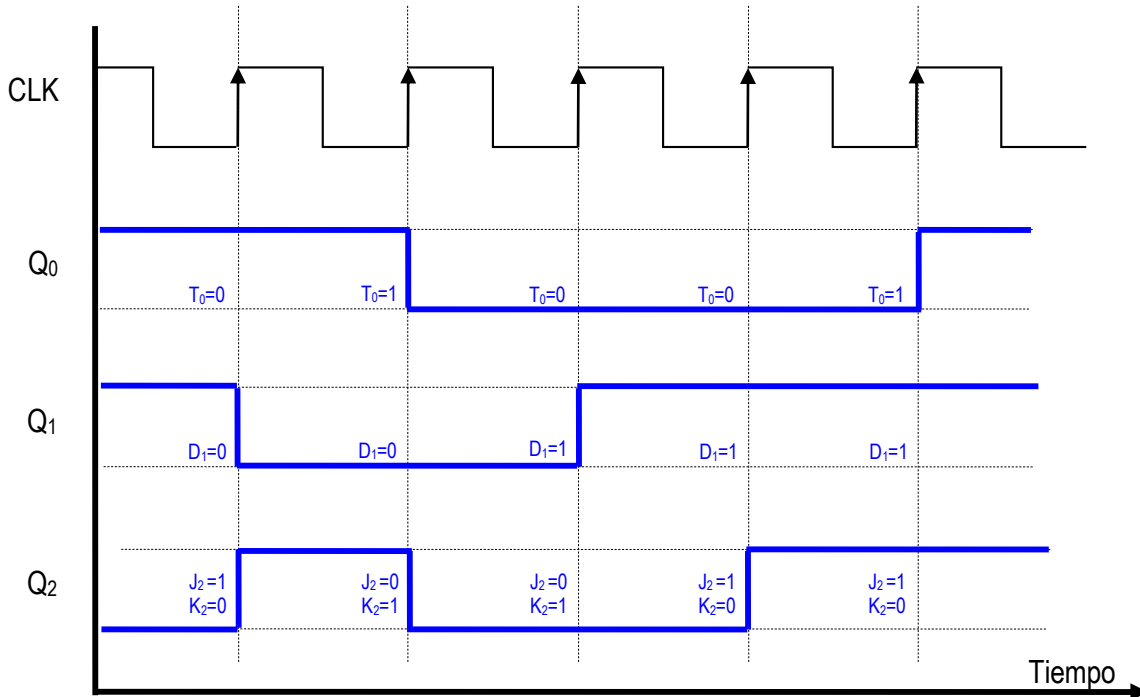 CLK
Q0
T0=0 T0=1 T0=0 T0=0 T0=1
Q1
D1=0 D1=0 D1=1 D1=1 D1=1
Q2
J2=1 J2=0 J2=0 J2=1 J2=1
K2=0 K2=1 K2=1 K2=0 K2=0
Tiempo